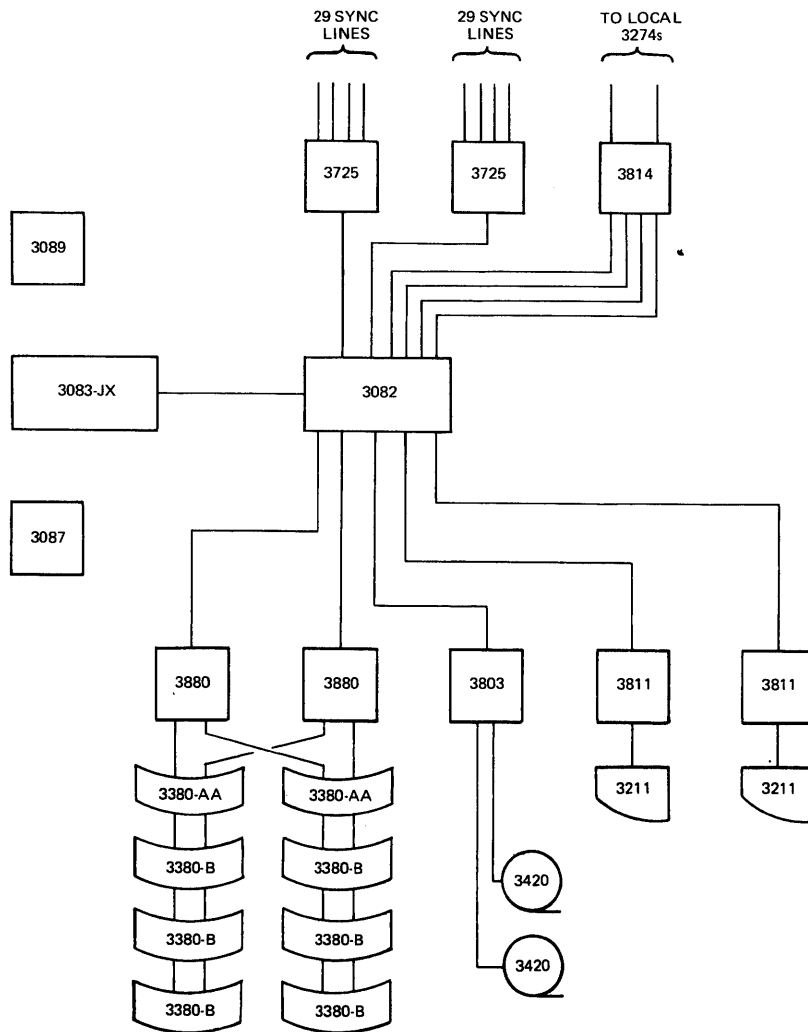 29 SYNC
LINES
29 SYNC
LINES
TO LOCAL
3274s
3725
3725
3814
3089
3083-JX
3082
3087
3880
3880
3803
3811
3811
3380-AA
3380-AA
3211
3211
3380-B
3380-B
3420
3380-B
3380-B
3420
3380-B
3380-B